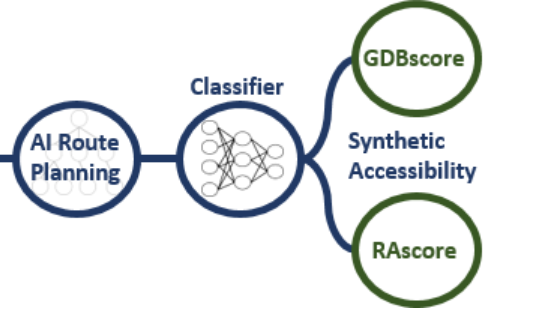 AI Route
Planning
Classifier
GDBscore
Synthetic
Accessibility
RAscore